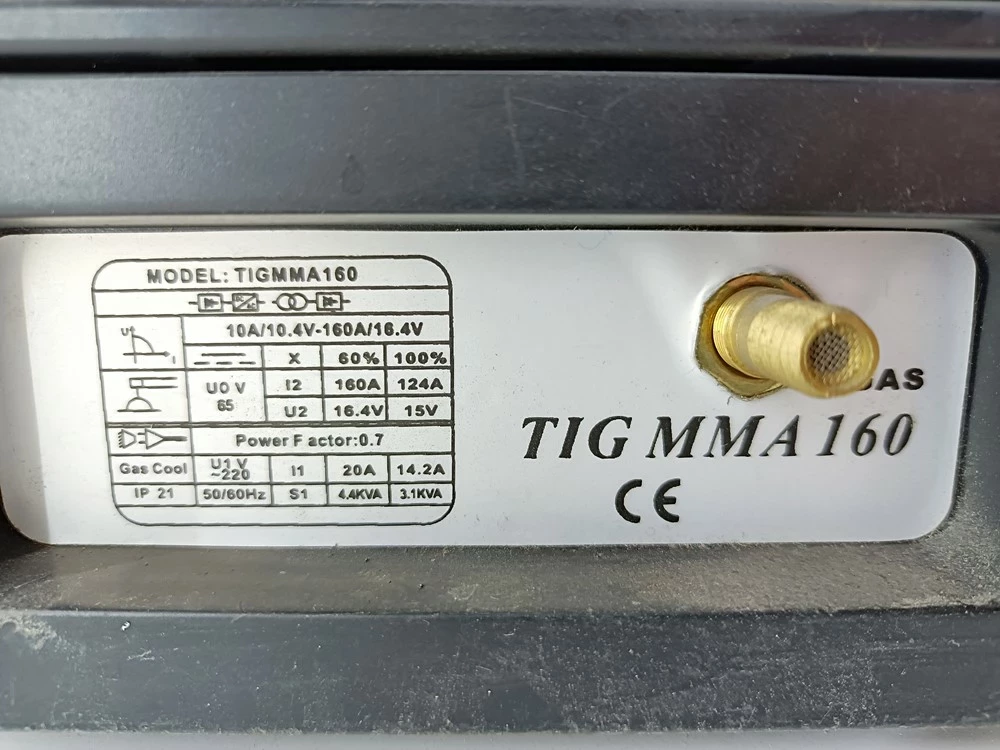 MODEL: TIGMMA160
10A/10.4V-160A/16.4V
X 60% 100%
U0 V 65 I2 160A 124A
U2 16.4V 15V
Power F actor:0.7
Gas Cool U1 V ~220 I1 20A 14.2A
IP 21 50/60Hz S1 4.4KVA 3.1KVA
TIG MMA 160
CE